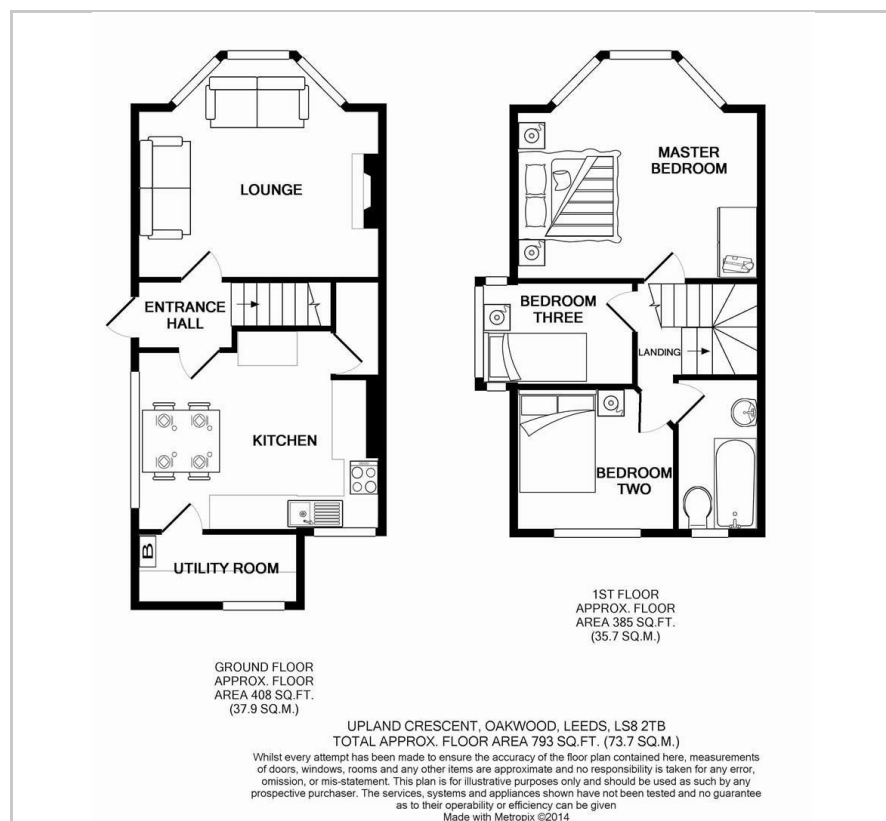 LOUNGE
ENTRANCE
HALL
KITCHEN
B
UTILITY ROOM
GROUND FLOOR
APPROX. FLOOR
AREA 408 SQ.FT.
(37.9 SQ.M.)
MASTER
BEDROOM
BEDROOM
THREE
LANDING
BEDROOM
TWO
1ST FLOOR
APPROX. FLOOR
AREA 385 SQ.FT.
(35.7 SQ.M.)
UPLAND CRESCENT, OAKWOOD, LEEDS, LS8 2TB
TOTAL APPROX. FLOOR AREA 793 SQ.FT. (73.7 SQ.M.)
Whilst every attempt has been made to ensure the accuracy of the floor plan contained here, measurements
of doors, windows, rooms and any other items are approximate and no responsibility is taken for any error,
omission, or mis-statement. This plan is for illustrative purposes only and should be used as such by any
prospective purchaser. The services, systems and appliances shown have not been tested and no guarantee
as to their operability or efficiency can be given
Made with Metropix ©2014